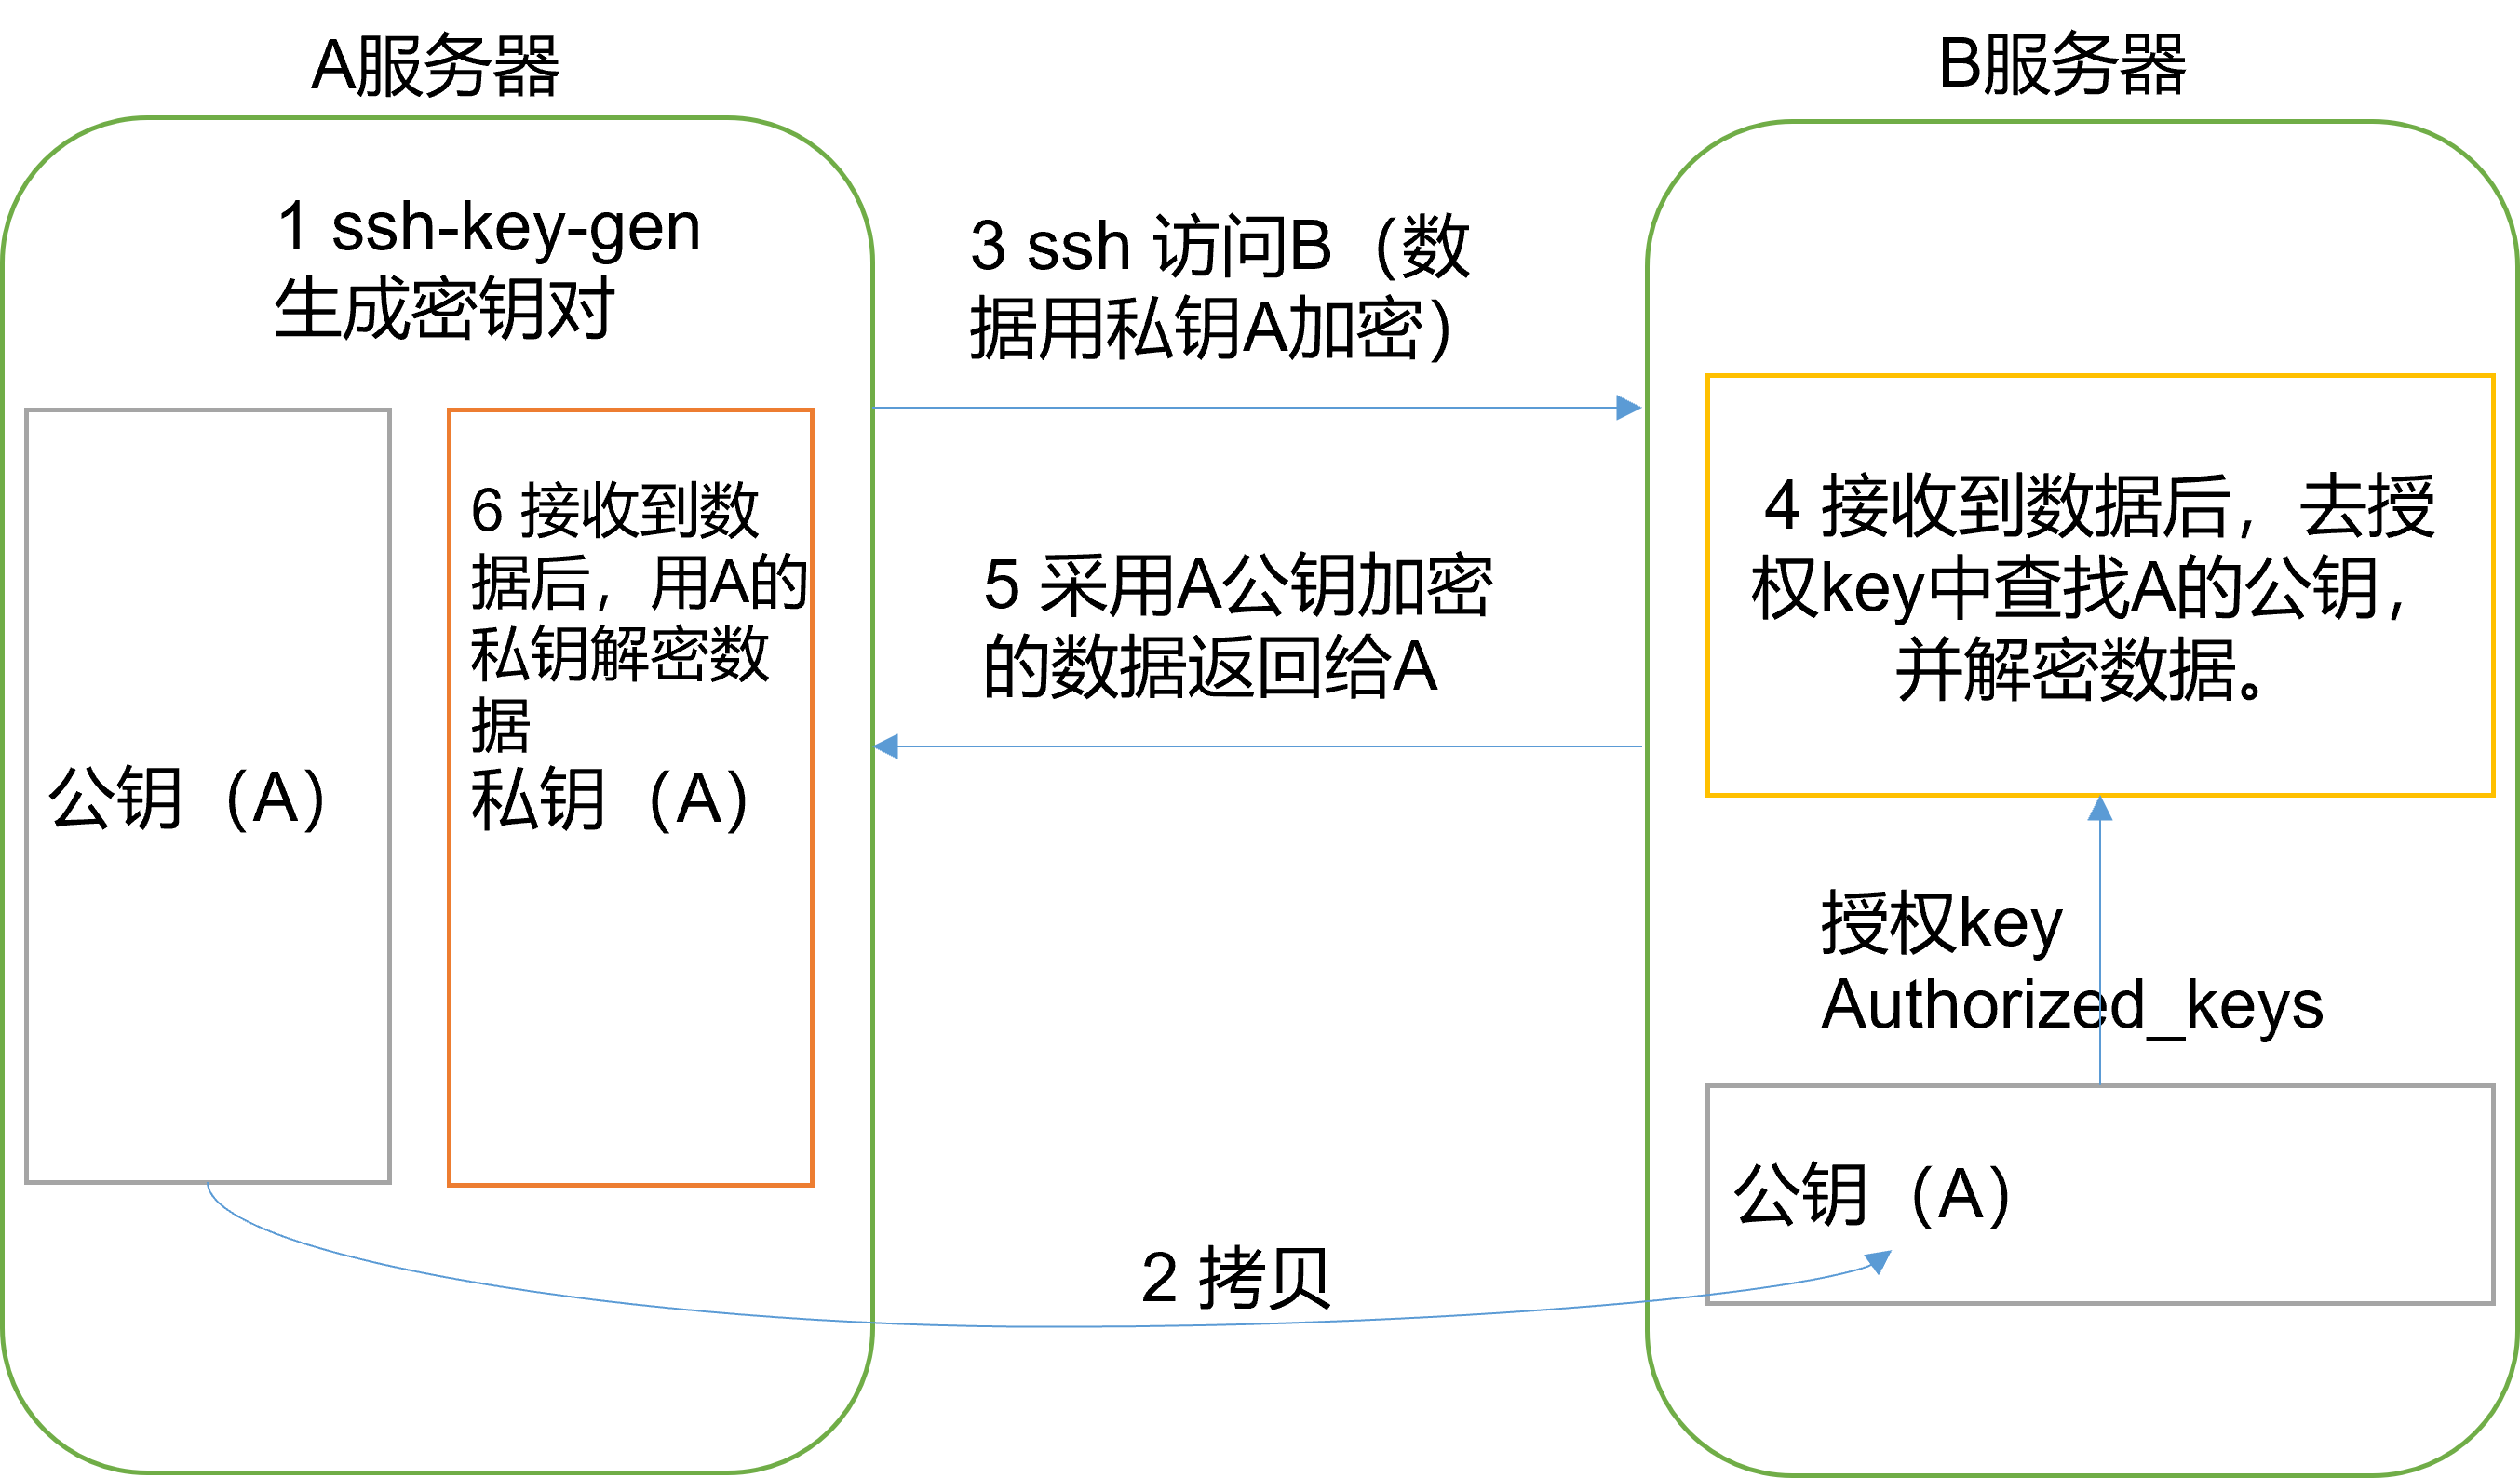 A服务器
B服务器
1 ssh-key-gen
生成密钥对
3 ssh 访问B（数
据用私钥A加密）
6 接收到数
据后，用A的
私钥解密数
据
私钥（A）
公钥（A）
5 采用A公钥加密
的数据返回给A
4 接收到数据后，去授
权key中查找A的公钥，
并解密数据。
授权key
Authorized_keys
公钥（A）
2 拷贝